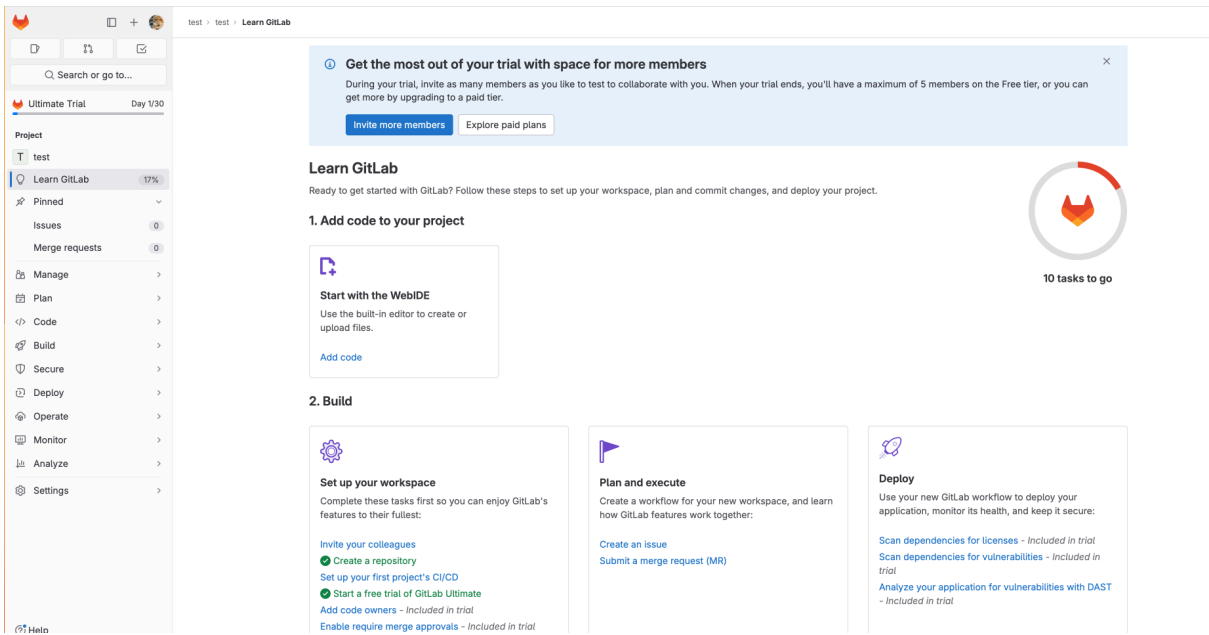 test > test > Learn GitLab
Search or go to...
Ultimate Trial Day 1/30
Project
T test
Learn GitLab 17%
Pinned
Issues 0
Merge requests 0
Manage
Plan
Code
Build
Secure
Deploy
Operate
Monitor
Analyze
Settings
Help
Get the most out of your trial with space for more members
During your trial, invite as many members as you like to test to collaborate with you. When your trial ends, you'll have a maximum of 5 members on the Free tier, or you can
get more by upgrading to a paid tier.
Invite more members Explore paid plans
Learn GitLab
Ready to get started with GitLab? Follow these steps to set up your workspace, plan and commit changes, and deploy your project.
10 tasks to go
1. Add code to your project
Start with the WebIDE
Use the built-in editor to create or
upload files.
Add code
2. Build
Set up your workspace
Complete these tasks first so you can enjoy GitLab's
features to their fullest:
Invite your colleagues
Create a repository
Set up your first project's CI/CD
Start a free trial of GitLab Ultimate
Add code owners - Included in trial
Enable require merge approvals - Included in trial
Plan and execute
Create a workflow for your new workspace, and learn
how GitLab features work together:
Create an issue
Submit a merge request (MR)
Deploy
Use your new GitLab workflow to deploy your
application, monitor its health, and keep it secure:
Scan dependencies for licenses - Included in trial
Scan dependencies for vulnerabilities - Included in
trial
Analyze your application for vulnerabilities with DAST
- Included in trial